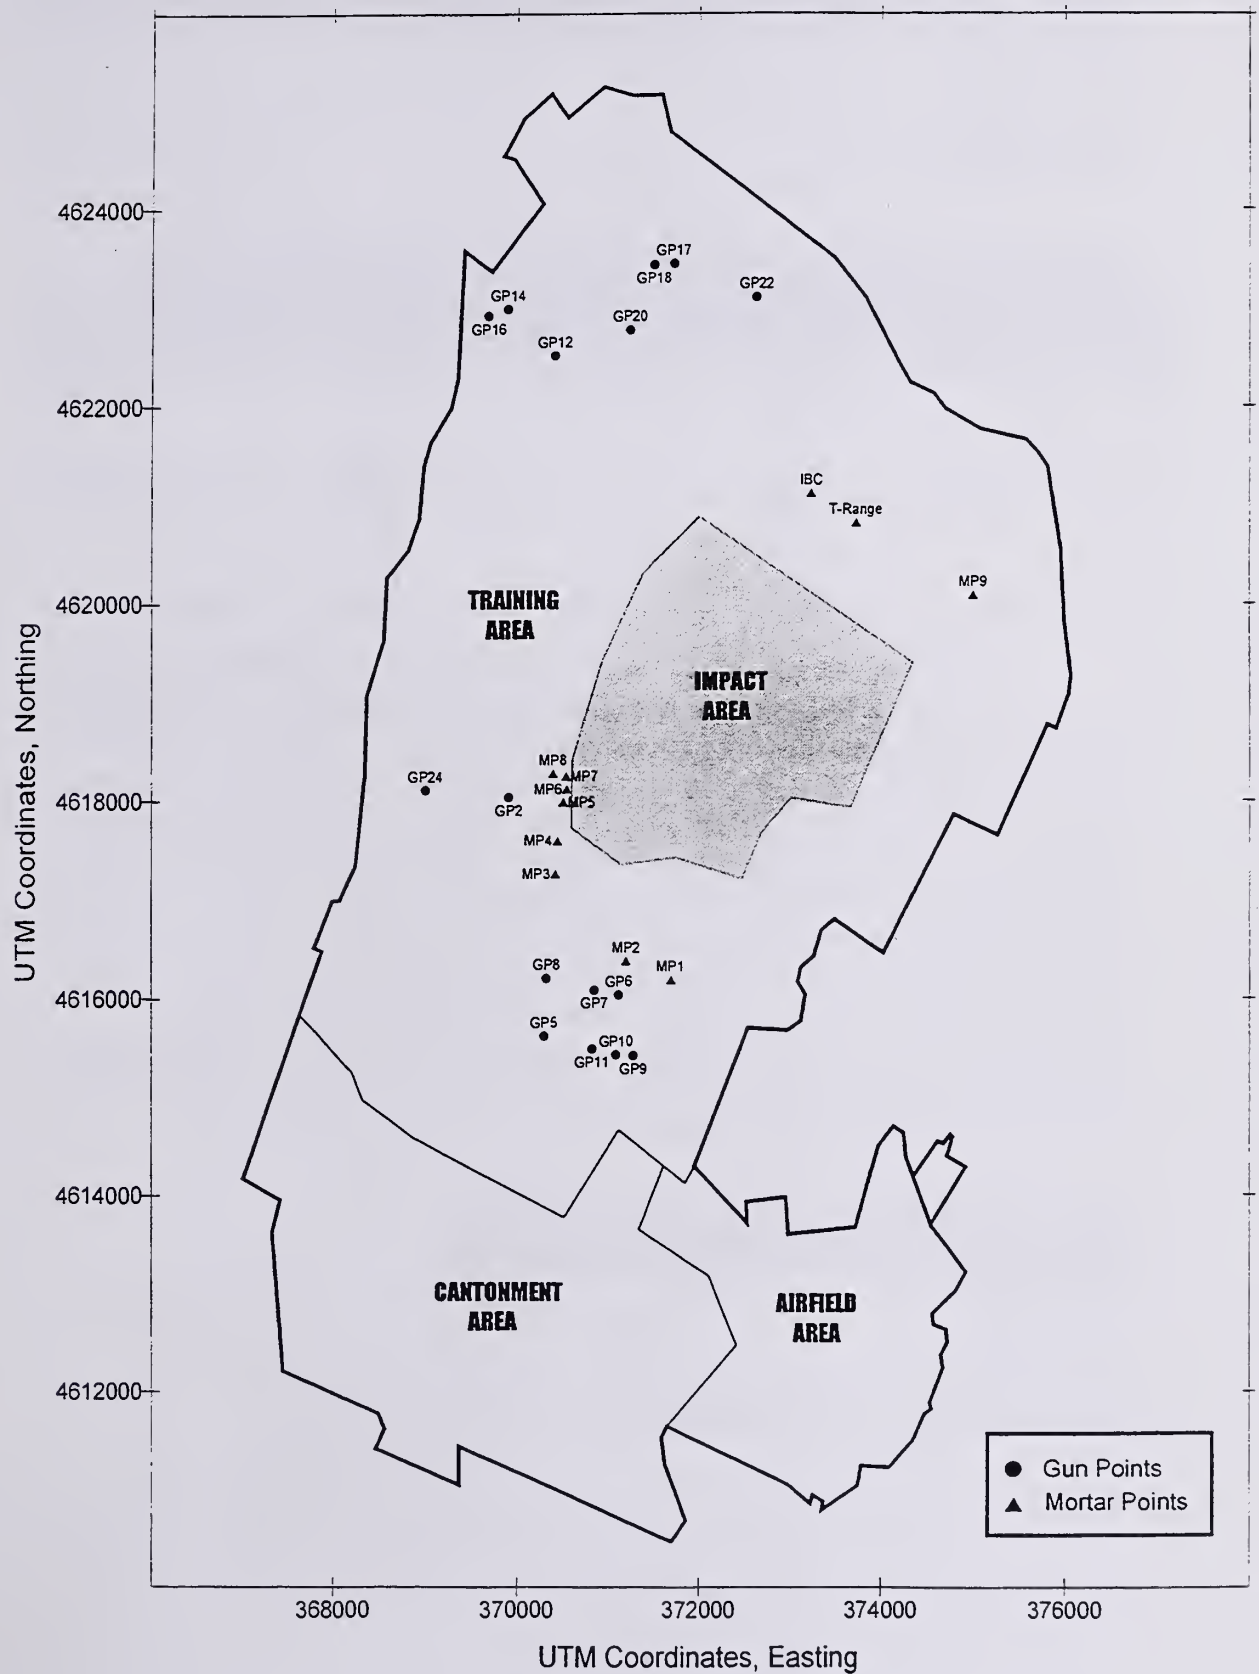 4624000
GP17
GP18
GP22
GP14
GP16
GP20
GP12
4622000
IBC
T-Range
MP9
4620000
TRAINING
AREA
IMPACT
AREA
UTM Coordinates, Northing
MP8
MP7
GP24
MP6
4618000
GP2
MP5
MP4
MP3
MP2
MP1
GP8
GP6
GP7
4616000
GP5
GP10
GP11
GP9
4614000
CANTONMENT
AREA
AIRFIELD
AREA
4612000
Gun Points
Mortar Points
368000
370000
372000
374000
376000
UTM Coordinates, Easting